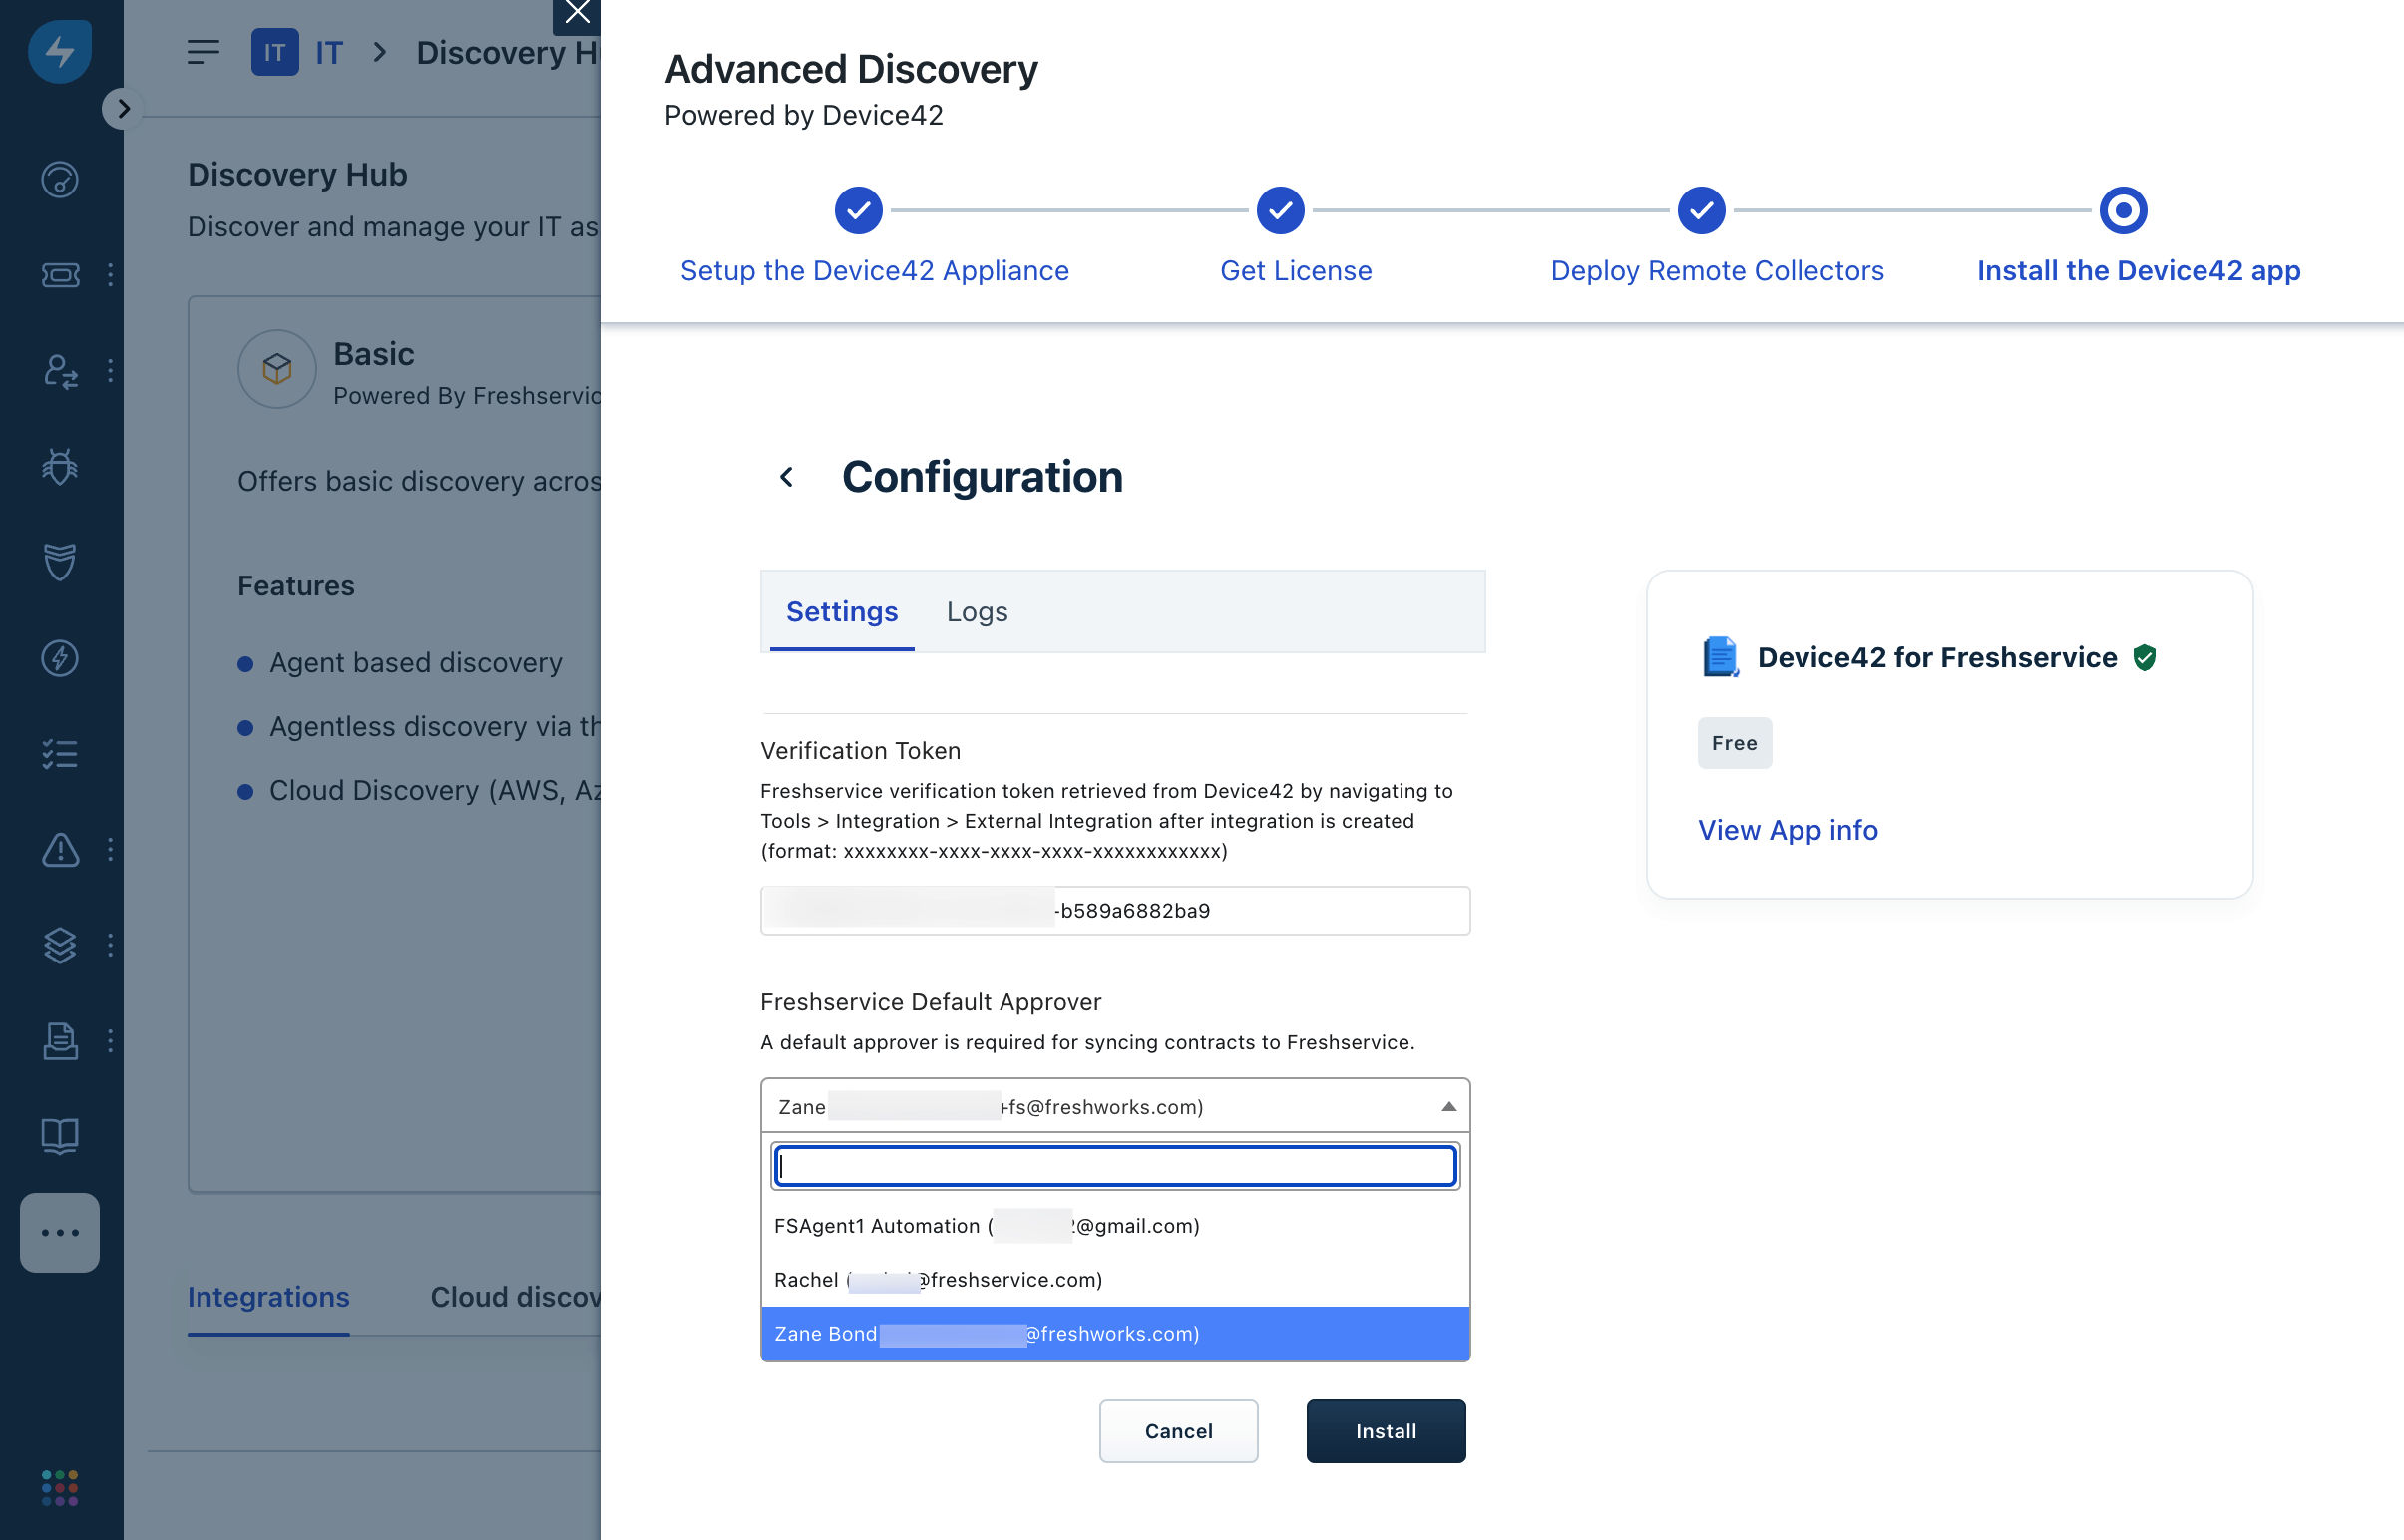 IT
IT
Discovery H
Discovery Hub
Discover and manage your IT as
Basic
Powered By Freshservic
Offers basic discovery acros
Features
Agent based discovery
Agentless discovery via th
Cloud Discovery (AWS, Az
Integrations
Cloud discov
Advanced Discovery
Powered by Device42
Setup the Device42 Appliance
Get License
Deploy Remote Collectors
Install the Device42 app
Configuration
Settings
Logs
Verification Token
Freshservice verification token retrieved from Device42 by navigating to
Tools > Integration > External Integration after integration is created
(format: xxxxxxxx-xxxx-xxxx-xxxx-xxxxxxxxxxxx)
-b589a6882ba9
Freshservice Default Approver
A default approver is required for syncing contracts to Freshservice.
Zane +fs@freshworks.com)
FSAgent1 Automation ( @gmail.com)
Rachel ( @freshservice.com)
Zane Bond @freshworks.com)
Cancel
Install
Device42 for Freshservice
Free
View App info